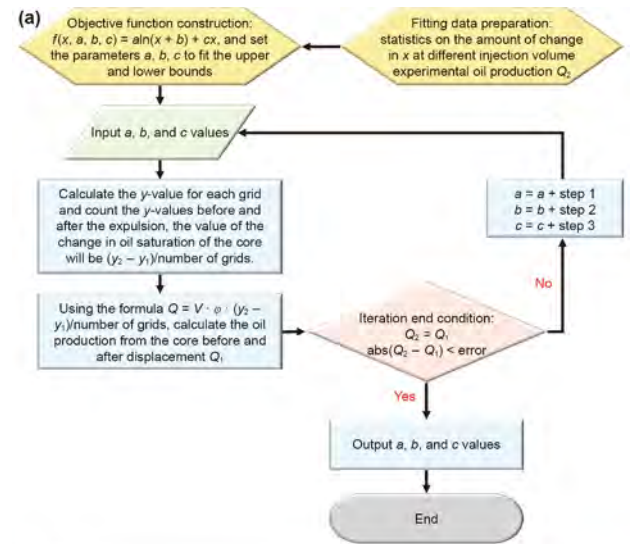 (a)
Objective function construction:
f(x, a, b, c) = aln(x + b) + cx, and set
the parameters a, b, c to fit the upper
and lower bounds
Fitting data preparation:
statistics on the amount of change
in x at different injection volume
experimental oil production Q₂
Input a, b, and c values
Calculate the y-value for each grid
and count the y-values before and
after the expulsion, the value of the
change in oil saturation of the core
will be (y₂ − y₁)/number of grids.
a = a + step 1
b = b + step 2
c = c + step 3
No
Using the formula Q = V · φ · (y₂ −
y₁)/number of grids, calculate the oil
production from the core before and
after displacement Q₁
Iteration end condition:
Q₂ = Q₁
abs(Q₂ − Q₁) < error
Yes
Output a, b, and c values
End